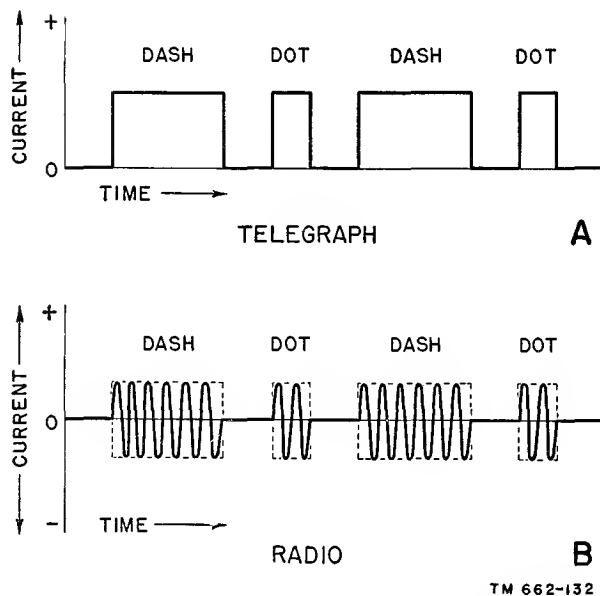 +
DASH DOT DASH DOT
CURRENT
0
TIME
TELEGRAPH
A
+
DASH DOT DASH DOT
CURRENT
0
-
TIME
RADIO
B
TM 662-132